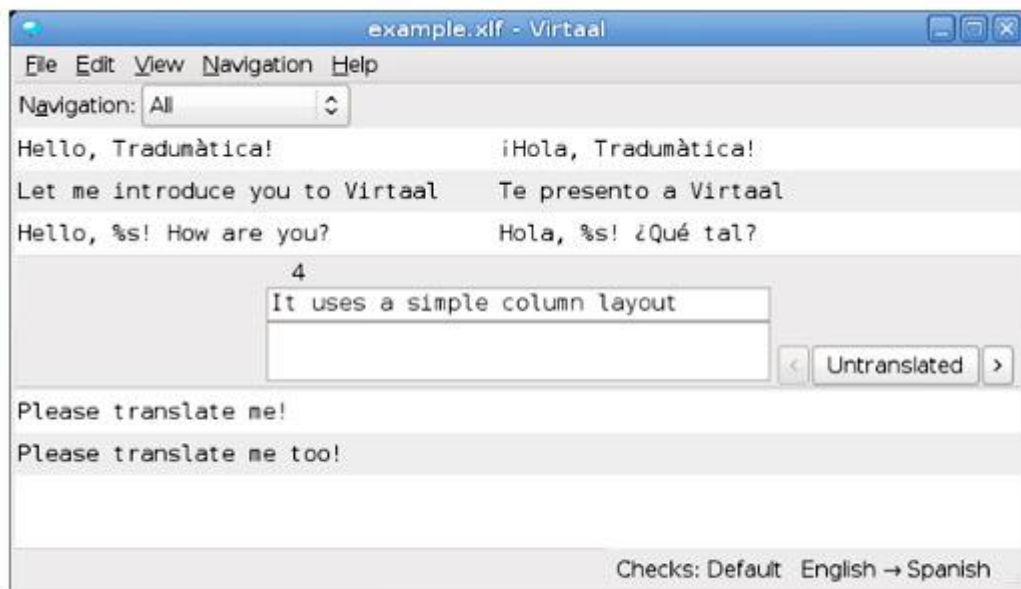 example.xlf - Virtaal
File Edit View Navigation Help
Navigation: All
Hello, Tradumàtica! ¡Hola, Tradumàtica!
Let me introduce you to Virtaal Te presento a Virtaal
Hello, %s! How are you? Hola, %s! ¿Qué tal?
4
It uses a simple column layout
< Untranslated >
Please translate me!
Please translate me too!
Checks: Default English → Spanish